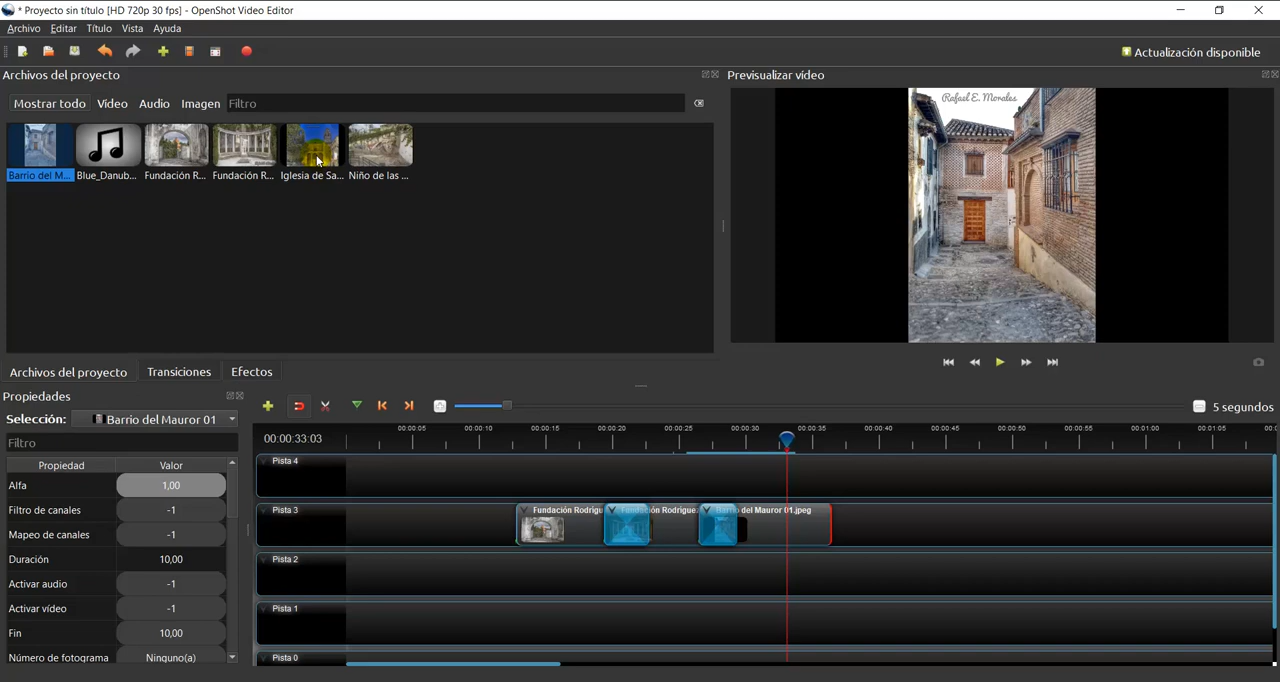 * Proyecto sin título [HD 720p 30 fps] - OpenShot Video Editor
Archivo Editar Título Vista Ayuda
Actualización disponible
Archivos del proyecto
Previsualizar vídeo
Mostrar todo Vídeo Audio Imagen Filtro
Rafael E. Morales
Barrio del M... Blue_Danub... Fundación R... Fundación R... Iglesia de Sa... Niño de las ...
Archivos del proyecto Transiciones Efectos
Propiedades
Selección: Barrio del Mauror 01
5 segundos
Filtro
00:00:33:03
00:00:05 00:00:10 00:00:15 00:00:20 00:00:25 00:00:30 00:00:35 00:00:40 00:00:45 00:00:50 00:00:55 00:01:00 00:01:05 00:0
Propiedad Valor
Alfa 1,00
Filtro de canales -1
Mapeo de canales -1
Duración 10,00
Activar audio -1
Activar vídeo -1
Fin 10,00
Número de fotograma Ninguno(a)
Pista 4
Pista 3
Fundación Rodrigu
Rodrigue
Barrio del Mauror 01.jpeg
Pista 2
Pista 1
Pista 0